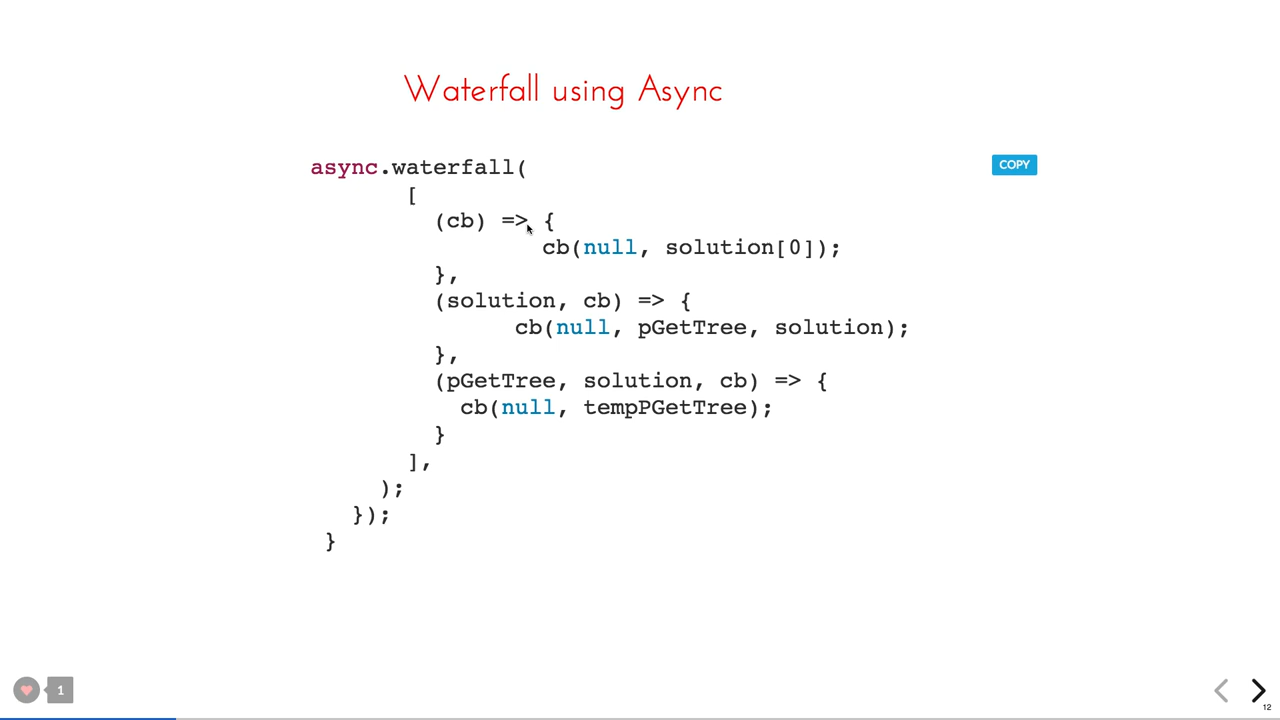 Waterfall using Async
COPY
async.waterfall(
[
(cb) => {
cb(null, solution[0]);
},
(solution, cb) => {
cb(null, pGetTree, solution);
},
(pGetTree, solution, cb) => {
cb(null, tempPGetTree);
}
],
);
});
}
1
12